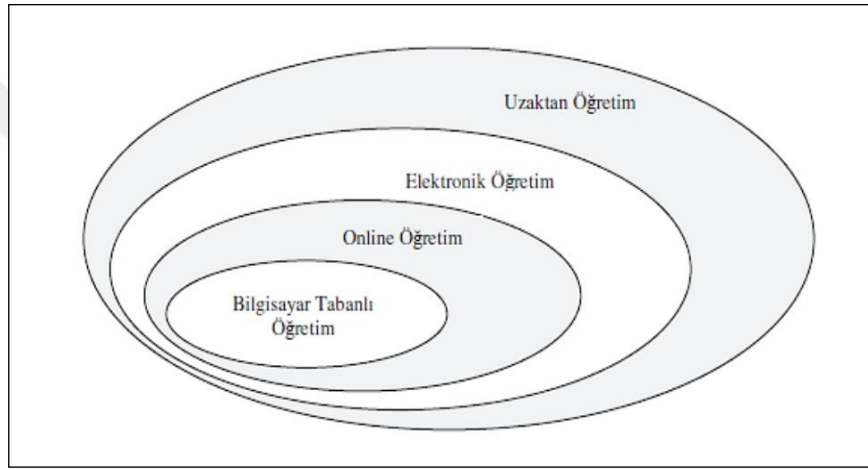 Uzaktan Öğretim
Elektronik Öğretim
Online Öğretim
Bilgisayar Tabanlı
Öğretim